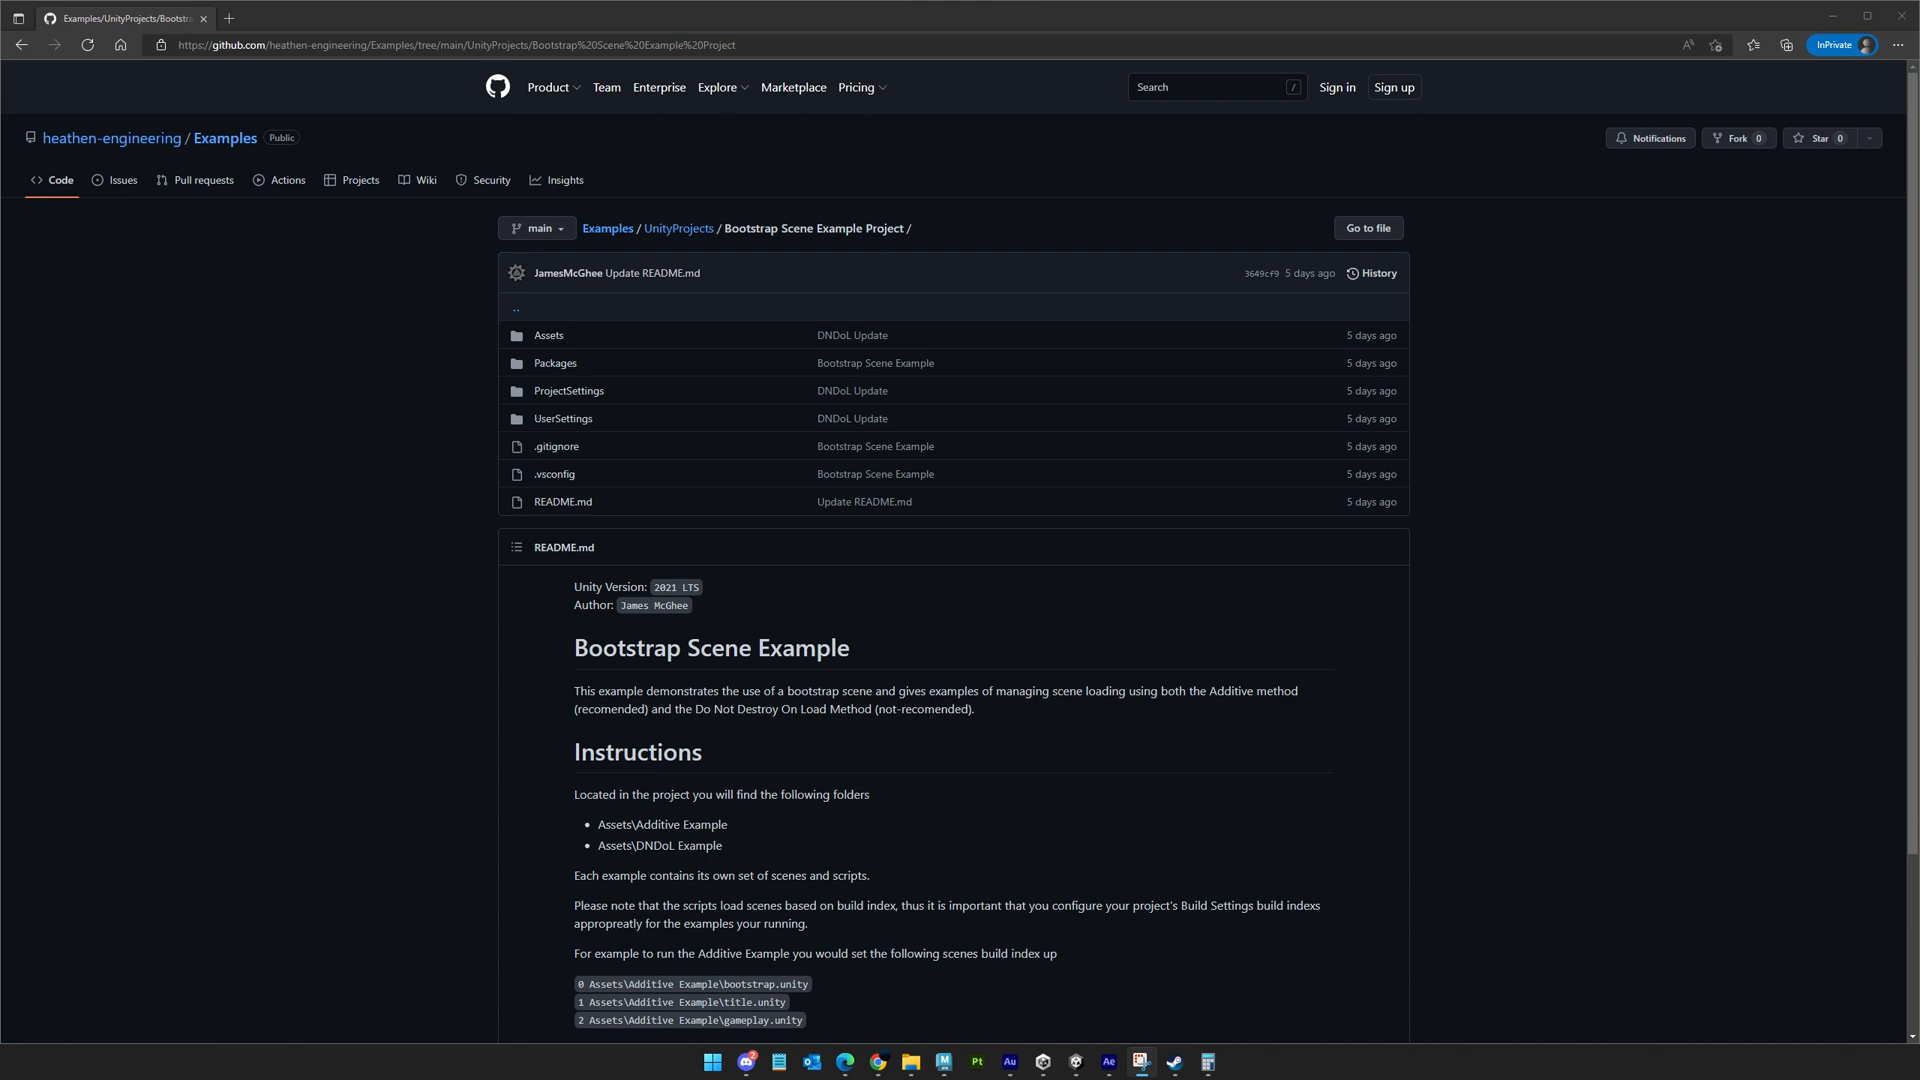 Examples/UnityProjects/Bootstra
https://github.com/heathen-engineering/Examples/tree/main/UnityProjects/Bootstrap%20Scene%20Example%20Project
InPrivate
Product Team Enterprise Explore Marketplace Pricing
Search /
Sign in
Sign up
heathen-engineering / Examples Public
Notifications
Fork 0
Star 0
Code Issues Pull requests Actions Projects Wiki Security Insights
main Examples / UnityProjects / Bootstrap Scene Example Project /
Go to file
JamesMcGhee Update README.md 3649cf9 5 days ago History
..
Assets DNDoL Update 5 days ago
Packages Bootstrap Scene Example 5 days ago
ProjectSettings DNDoL Update 5 days ago
UserSettings DNDoL Update 5 days ago
.gitignore Bootstrap Scene Example 5 days ago
.vsconfig Bootstrap Scene Example 5 days ago
README.md Update README.md 5 days ago
README.md
Unity Version: 2021 LTS
Author: James McGhee
Bootstrap Scene Example
This example demonstrates the use of a bootstrap scene and gives examples of managing scene loading using both the Additive method
(recomended) and the Do Not Destroy On Load Method (not-recomended).
Instructions
Located in the project you will find the following folders
• Assets\Additive Example
• Assets\DNDoL Example
Each example contains its own set of scenes and scripts.
Please note that the scripts load scenes based on build index, thus it is important that you configure your project's Build Settings build indexs
appropreatly for the examples your running.
For example to run the Additive Example you would set the following scenes build index up
0 Assets\Additive Example\bootstrap.unity
1 Assets\Additive Example\title.unity
2 Assets\Additive Example\gameplay.unity
2
M
Pt
Au
Ae